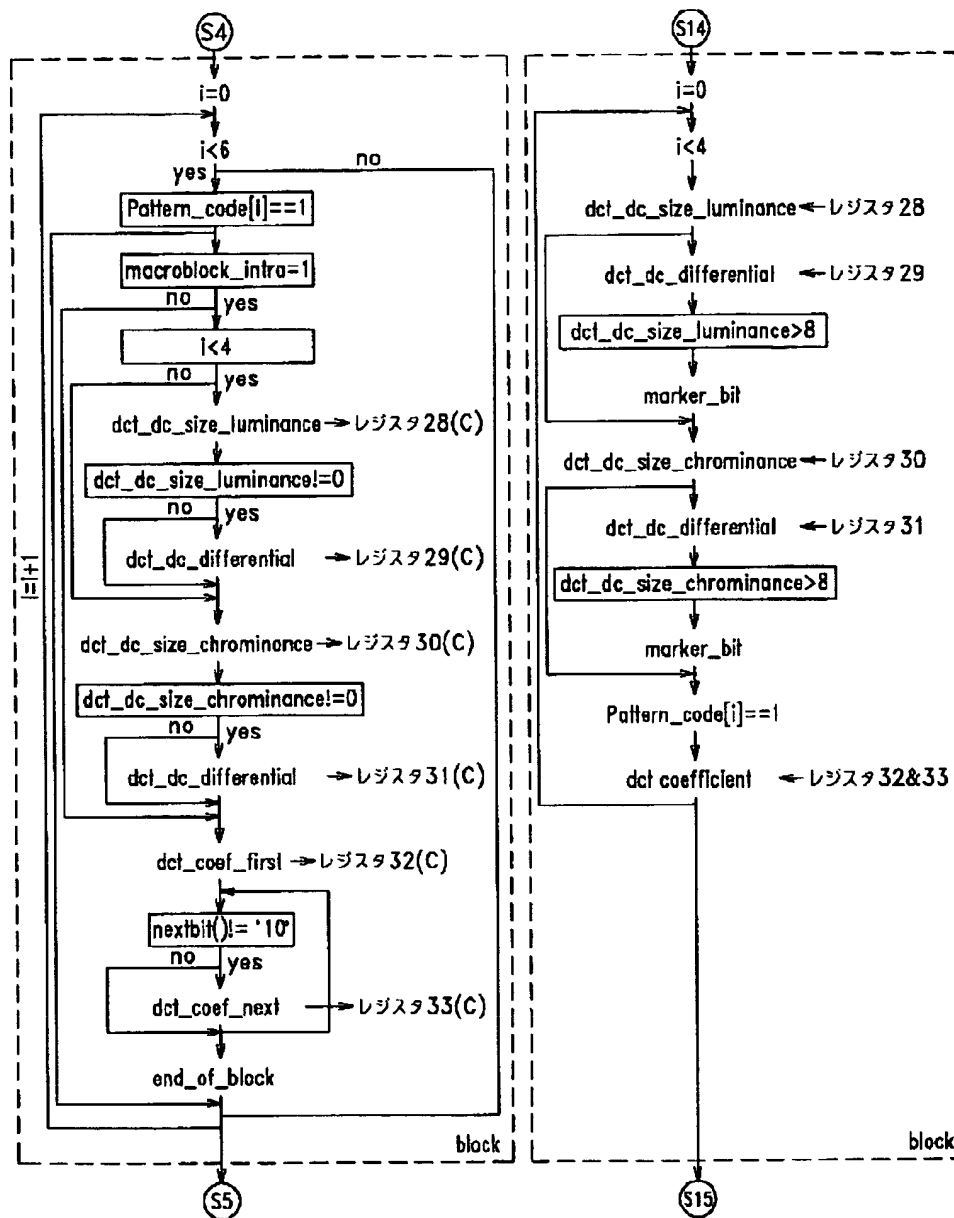 S4
i=0
i<6
no
yes
Pattern_code[i]==1
macroblock_intra=1
no
yes
i<4
no
yes
dct_dc_size_luminance→レジスタ28(C)
dct_dc_size_luminance!=0
no
yes
dct_dc_differential →レジスタ29(C)
i=i+1
dct_dc_size_chrominance→レジスタ30(C)
dct_dc_size_chrominance!=0
no
yes
dct_dc_differential →レジスタ31(C)
dct_coef_first→レジスタ32(C)
nextbit()!= '10"
no
yes
dct_coef_next →レジスタ33(C)
end_of_block
block
S5
S14
i=0
i<4
dct_dc_size_luminance←レジスタ28
dct_dc_differential ←レジスタ29
dct_dc_size_luminance>8
marker_bit
dct_dc_size_chrominance←レジスタ30
dct_dc_differential ←レジスタ31
dct_dc_size_chrominance>8
marker_bit
Pattern_code[i]==1
dct coefficient ←レジスタ32&33
block
S15